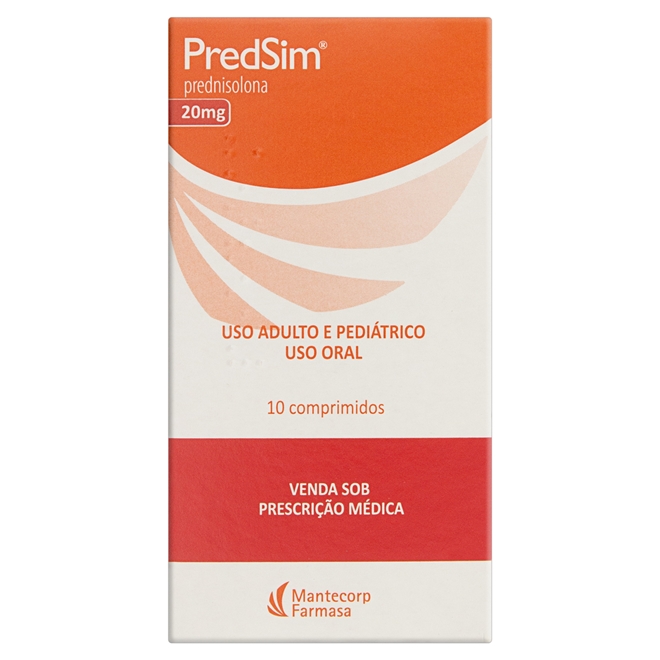 PredSim®
prednisolona
20mg
USO ADULTO E PEDIÁTRICO
USO ORAL
10 comprimidos
VENDA SOB
PRESCRIÇÃO MÉDICA
Mantecorp
Farmasa